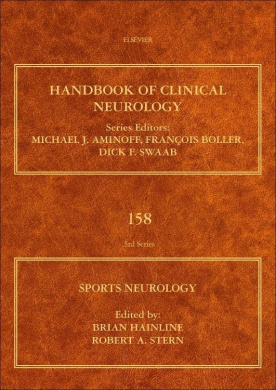 ELSEVIER
HANDBOOK OF CLINICAL
NEUROLOGY
Series Editors:
MICHAEL J. AMINOFF, FRANÇOIS BOLLER,
DICK F. SWAAB
158
3rd Series
SPORTS NEUROLOGY
Edited by:
BRIAN HAINLINE
ROBERT A. STERN